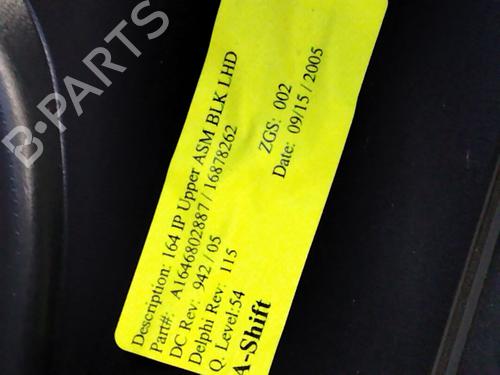 B-PARTS
Description: 164 IP Upper ASM BLK LHD
Part#: A1646802887 / 16878262
DC Rev: 942 / 05
ZGS: 002
Delphi Rev: 115
Date: 09/15/2005
Q. Level:54
A-Shift